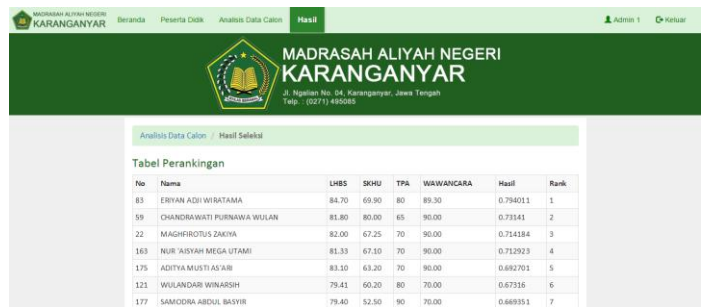 MADRASAH ALIYAH NEGERI
KARANGANYAR
Beranda Peserta Didik Analisis Data Calon Hasil Admin 1 Keluar
MADRASAH ALIYAH NEGERI
KARANGANYAR
Jl. Ngalian No. 04, Karanganyar, Jawa Tengah
Telp. : (0271) 495085
Analisis Data Calon / Hasil Seleksi
Tabel Perankingan
No Nama LHBS SKHU TPA WAWANCARA Hasil Rank
83 ERIYAN ADJI WIRATAMA 84.70 69.90 80 89.30 0.794011 1
59 CHANDRAWATI PURNAWA WULAN 81.80 80.00 65 90.00 0.73141 2
22 MAGHFIROTUS ZAKIYA 82.00 67.25 70 90.00 0.714184 3
163 NUR 'AISYAH MEGA UTAMI 81.33 67.10 70 90.00 0.712923 4
175 ADITYA MUSTI AS'ARI 83.10 63.20 70 90.00 0.692701 5
121 WULANDARI WINARSIH 79.41 60.20 80 70.00 0.67316 6
177 SAMODRA ABDUL BASYIR 79.40 52.50 90 70.00 0.669351 7